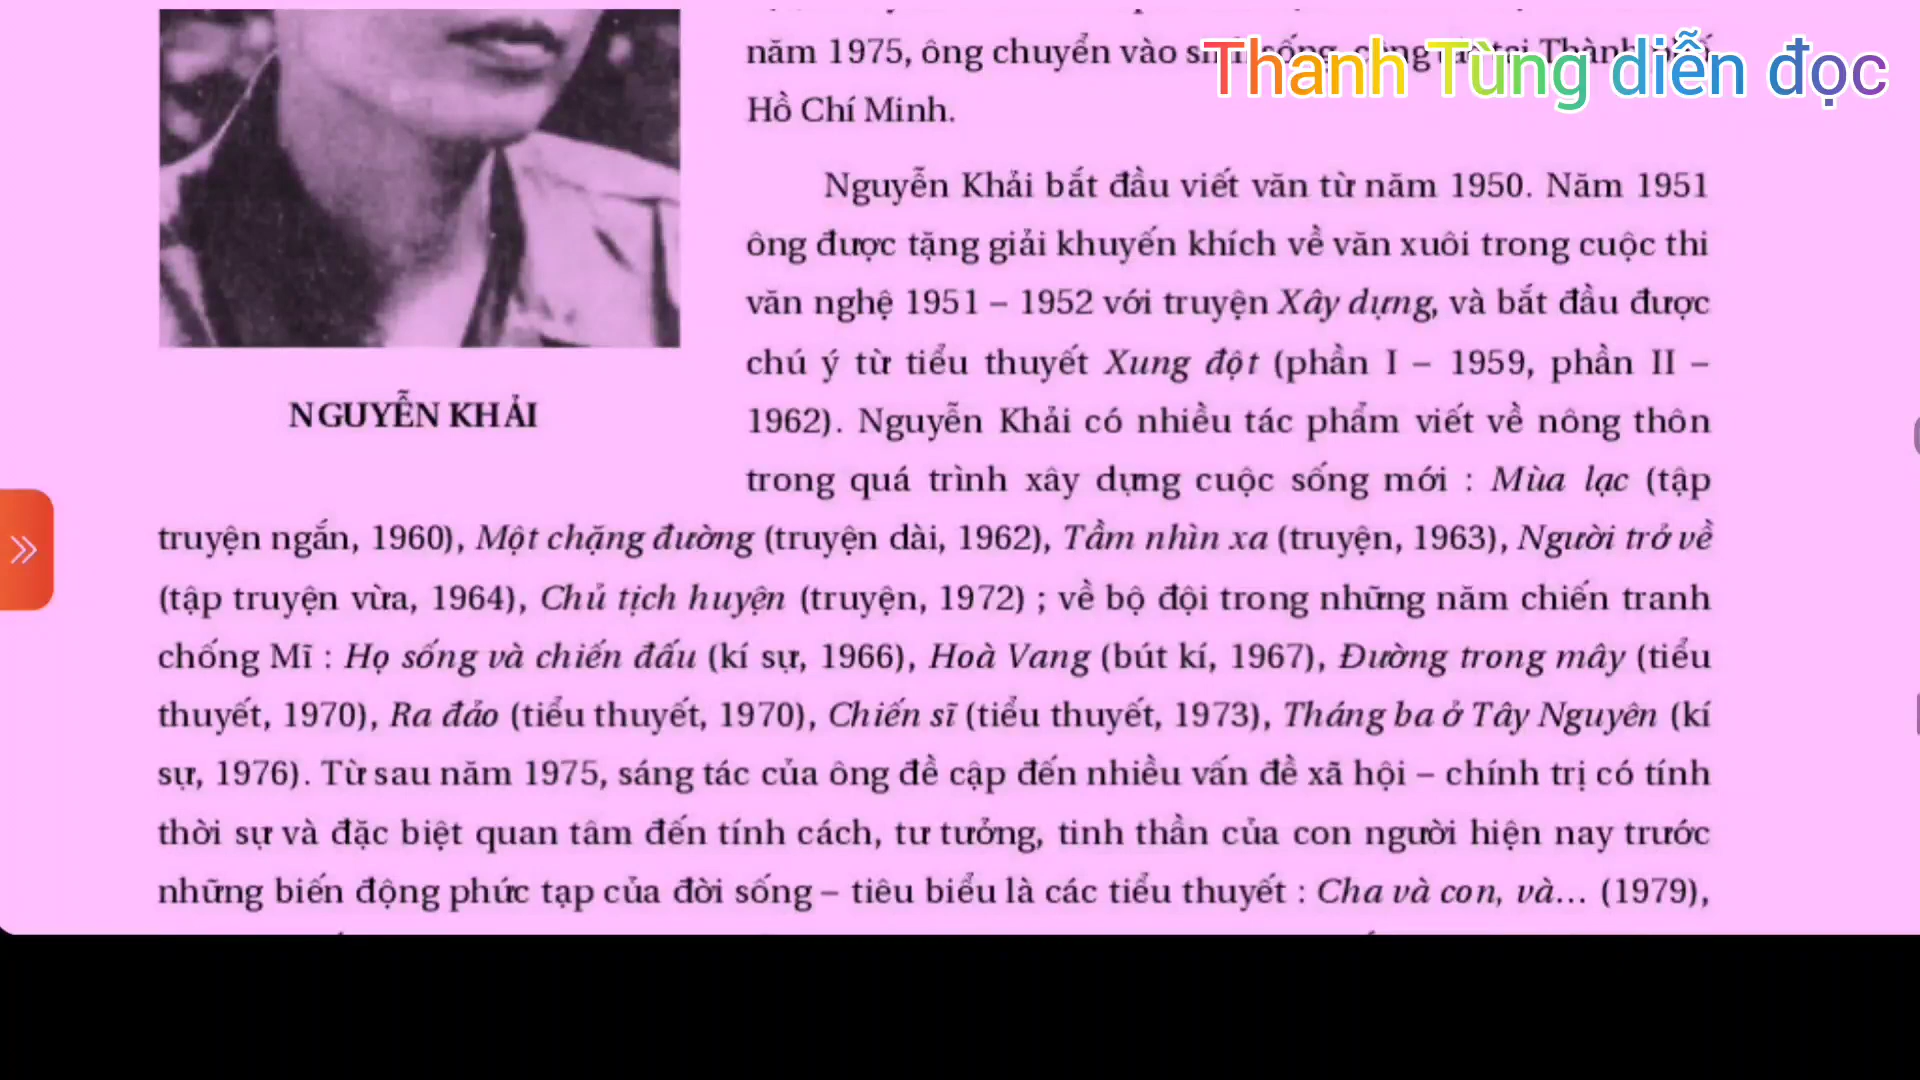 năm 1975, ông chuyển vào sinh sống, công tác tại Thành phố
Thanh Tùng diễn đọc
Hồ Chí Minh.
Nguyễn Khải bắt đầu viết văn từ năm 1950. Năm 1951
ông được tặng giải khuyến khích về văn xuôi trong cuộc thi
văn nghệ 1951 – 1952 với truyện Xây dựng, và bắt đầu được
chú ý từ tiểu thuyết Xung đột (phần I – 1959, phần II –
1962). Nguyễn Khải có nhiều tác phẩm viết về nông thôn
trong quá trình xây dựng cuộc sống mới : Mùa lạc (tập
NGUYỄN KHẢI
truyện ngắn, 1960), Một chặng đường (truyện dài, 1962), Tầm nhìn xa (truyện, 1963), Người trở về
(tập truyện vừa, 1964), Chủ tịch huyện (truyện, 1972) ; về bộ đội trong những năm chiến tranh
chống Mĩ : Họ sống và chiến đấu (kí sự, 1966), Hoà Vang (bút kí, 1967), Đường trong mây (tiểu
thuyết, 1970), Ra đảo (tiểu thuyết, 1970), Chiến sĩ (tiểu thuyết, 1973), Tháng ba ở Tây Nguyên (kí
sự, 1976). Từ sau năm 1975, sáng tác của ông đề cập đến nhiều vấn đề xã hội – chính trị có tính
thời sự và đặc biệt quan tâm đến tính cách, tư tưởng, tinh thần của con người hiện nay trước
những biến động phức tạp của đời sống – tiêu biểu là các tiểu thuyết : Cha và con, và... (1979),